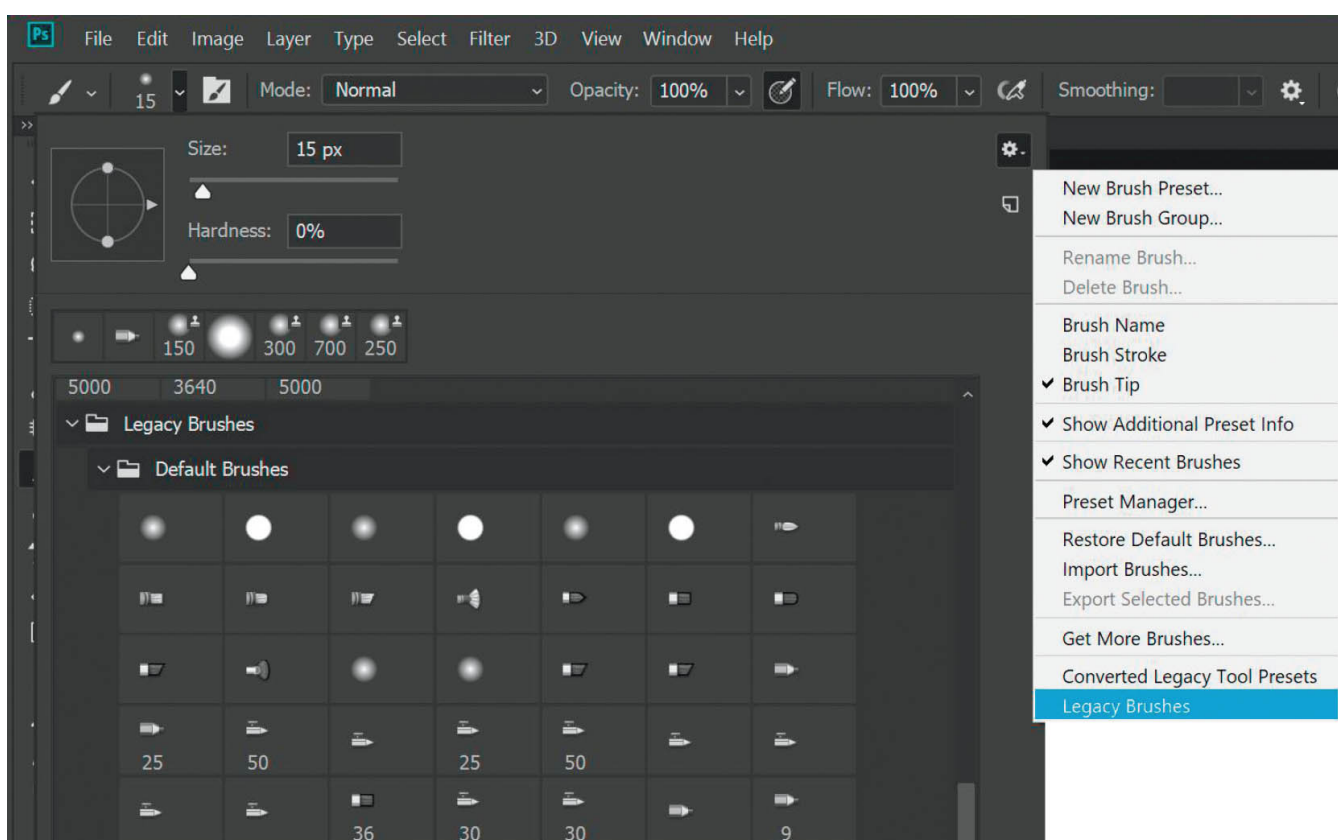 Ps File Edit Image Layer Type Select Filter 3D View Window Help
15 Mode: Normal Opacity: 100% Flow: 100% Smoothing:
Size: 15 px
Hardness: 0%
150 300 700 250
5000 3640 5000
Legacy Brushes
Default Brushes
25 50 25 50
36 30 30 9
New Brush Preset...
New Brush Group...
Rename Brush...
Delete Brush...
Brush Name
Brush Stroke
Brush Tip
Show Additional Preset Info
Show Recent Brushes
Preset Manager...
Restore Default Brushes...
Import Brushes...
Export Selected Brushes...
Get More Brushes...
Converted Legacy Tool Presets
Legacy Brushes